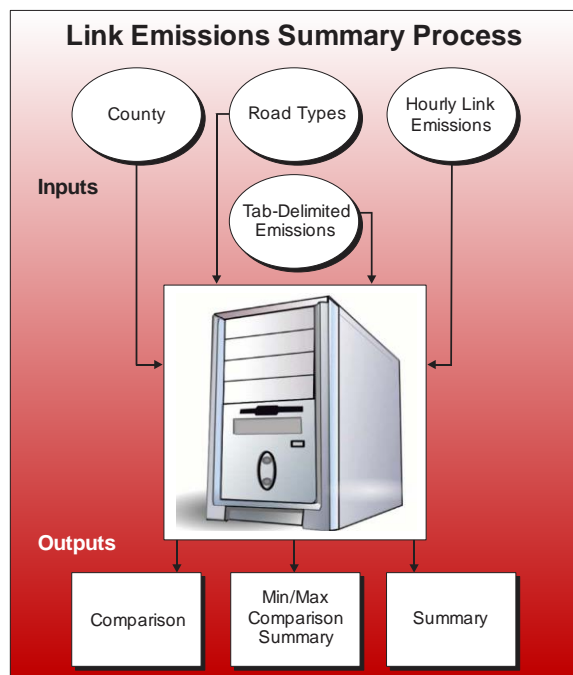 Link Emissions Summary Process
County
Road Types
Hourly Link
Emissions
Inputs
Tab-Delimited
Emissions
Outputs
Comparison
Min/Max
Comparison
Summary
Summary